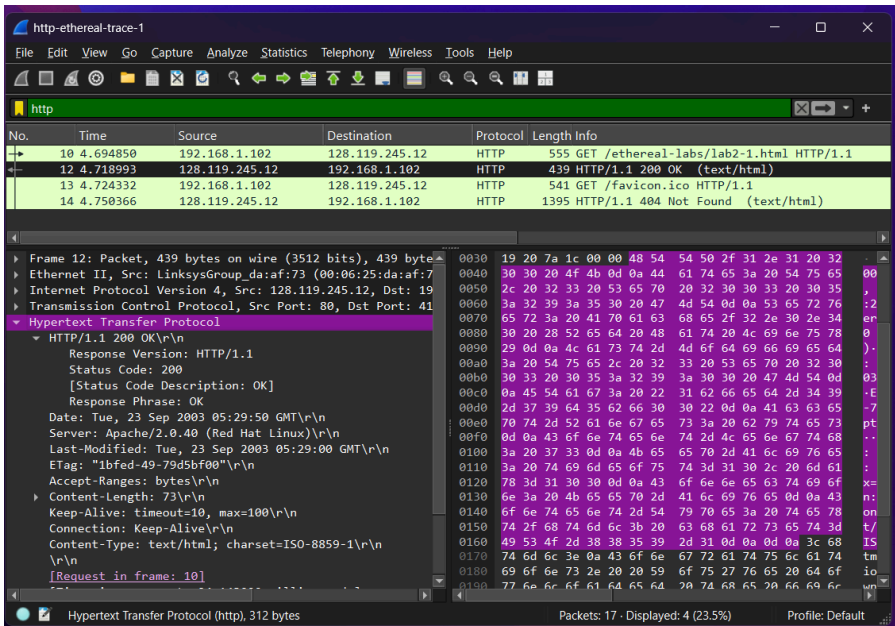 http-ethereal-trace-1
File Edit View Go Capture Analyze Statistics Telephony Wireless Tools Help
http
No. Time Source Destination Protocol Length Info
10 4.694850 192.168.1.102 128.119.245.12 HTTP 555 GET /ethereal-labs/lab2-1.html HTTP/1.1
12 4.718993 128.119.245.12 192.168.1.102 HTTP 439 HTTP/1.1 200 OK (text/html)
13 4.724332 192.168.1.102 128.119.245.12 HTTP 541 GET /favicon.ico HTTP/1.1
14 4.750366 128.119.245.12 192.168.1.102 HTTP 1395 HTTP/1.1 404 Not Found (text/html)
Frame 12: Packet, 439 bytes on wire (3512 bits), 439 byte
Ethernet II, Src: LinksysGroup_da:af:73 (00:06:25:da:af:7
Internet Protocol Version 4, Src: 128.119.245.12, Dst: 19
Transmission Control Protocol, Src Port: 80, Dst Port: 41
Hypertext Transfer Protocol
HTTP/1.1 200 OK\r\n
Response Version: HTTP/1.1
Status Code: 200
[Status Code Description: OK]
Response Phrase: OK
Date: Tue, 23 Sep 2003 05:29:50 GMT\r\n
Server: Apache/2.0.40 (Red Hat Linux)\r\n
Last-Modified: Tue, 23 Sep 2003 05:29:00 GMT\r\n
ETag: "1bfed-49-79d5bf00"\r\n
Accept-Ranges: bytes\r\n
Content-Length: 73\r\n
Keep-Alive: timeout=10, max=100\r\n
Connection: Keep-Alive\r\n
Content-Type: text/html; charset=ISO-8859-1\r\n
\r\n
[Request in frame: 10]
0030 19 20 7a 1c 00 00 48 54 54 50 2f 31 2e 31 20 32
0040 30 30 20 4f 4b 0d 0a 44 61 74 65 3a 20 54 75 65 00
0050 2c 20 32 33 20 53 65 70 20 32 30 30 33 20 30 35 ,
0060 3a 32 39 3a 35 30 20 47 4d 54 0d 0a 53 65 72 76 :2
0070 65 72 3a 20 41 70 61 63 68 65 2f 32 2e 30 2e 34 er
0080 30 20 28 52 65 64 20 48 61 74 20 4c 69 6e 75 78 0
0090 29 0d 0a 4c 61 73 74 2d 4d 6f 64 69 66 69 65 64 )·
00a0 3a 20 54 75 65 2c 20 32 33 20 53 65 70 20 32 30 :
00b0 30 33 20 30 35 3a 32 39 3a 30 30 20 47 4d 54 0d 03
00c0 0a 45 54 61 67 3a 20 22 31 62 66 65 64 2d 34 39 ·E
00d0 2d 37 39 64 35 62 66 30 30 22 0d 0a 41 63 63 65 -7
00e0 70 74 2d 52 61 6e 67 65 73 3a 20 62 79 74 65 73 pt
00f0 0d 0a 43 6f 6e 74 65 6e 74 2d 4c 65 6e 67 74 68 ··
0100 3a 20 37 33 0d 0a 4b 65 65 70 2d 41 6c 69 76 65 :
0110 3a 20 74 69 6d 65 6f 75 74 3d 31 30 2c 20 6d 61 :
0120 78 3d 31 30 30 0d 0a 43 6f 6e 6e 65 63 74 69 6f x=
0130 6e 3a 20 4b 65 65 70 2d 41 6c 69 76 65 0d 0a 43 n:
0140 6f 6e 74 65 6e 74 2d 54 79 70 65 3a 20 74 65 78 on
0150 74 2f 68 74 6d 6c 3b 20 63 68 61 72 73 65 74 3d t/
0160 49 53 4f 2d 38 38 35 39 2d 31 0d 0a 0d 0a 3c 68 IS
0170 74 6d 6c 3e 0a 43 6f 6e 67 72 61 74 75 6c 61 74 tm
0180 69 6f 6e 73 2e 20 20 59 6f 75 27 76 65 20 64 6f io
0190 77 6e 6c 6f 61 64 65 64 20 74 68 65 20 66 69 6c wn
Hypertext Transfer Protocol (http), 312 bytes Packets: 17 · Displayed: 4 (23.5%) Profile: Default